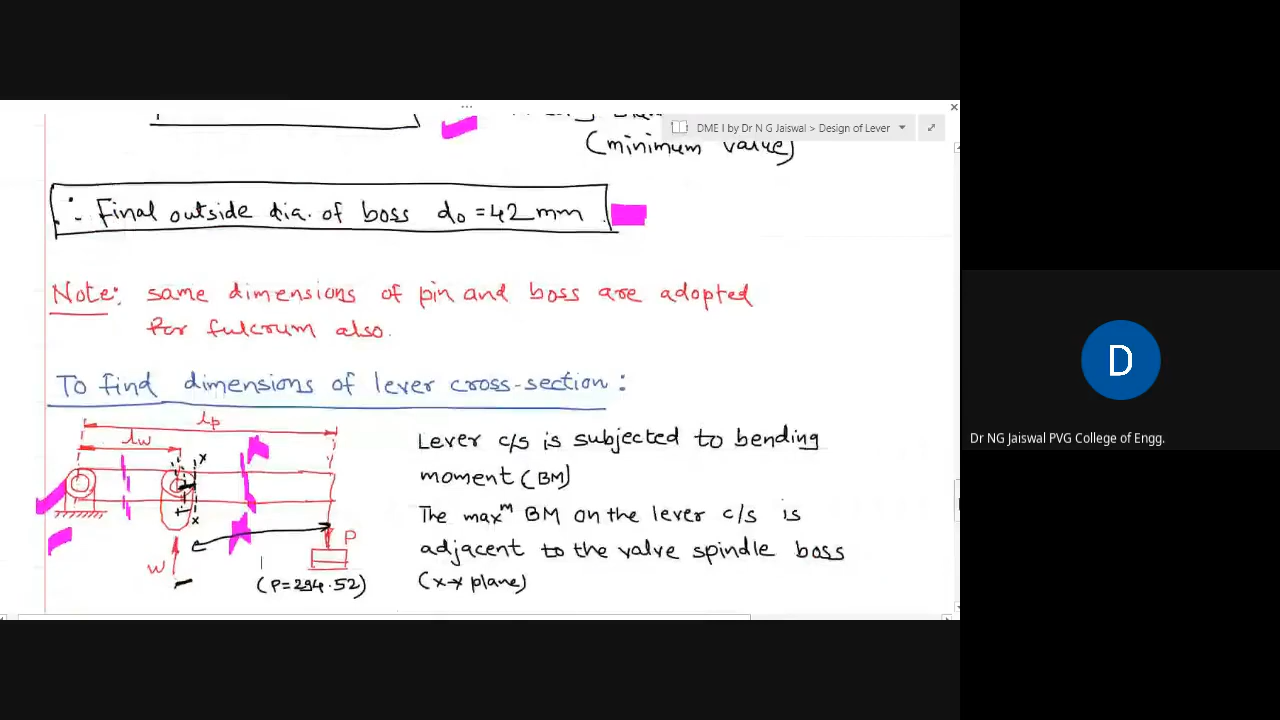 DME I by Dr N G Jaiswal > Design of Lever
(minimum value)
∴ Final outside dia. of boss do = 42 mm
Note: same dimensions of pin and boss are adopted
for fulcrum also.
To find dimensions of lever cross-section:
lp
lw
x
x
W
P
(P=294.52)
Lever c/s is subjected to bending
moment (BM)
The maxᵐ BM on the lever c/s is
adjacent to the valve spindle boss
(x-x plane)
D
Dr NG Jaiswal PVG College of Engg.